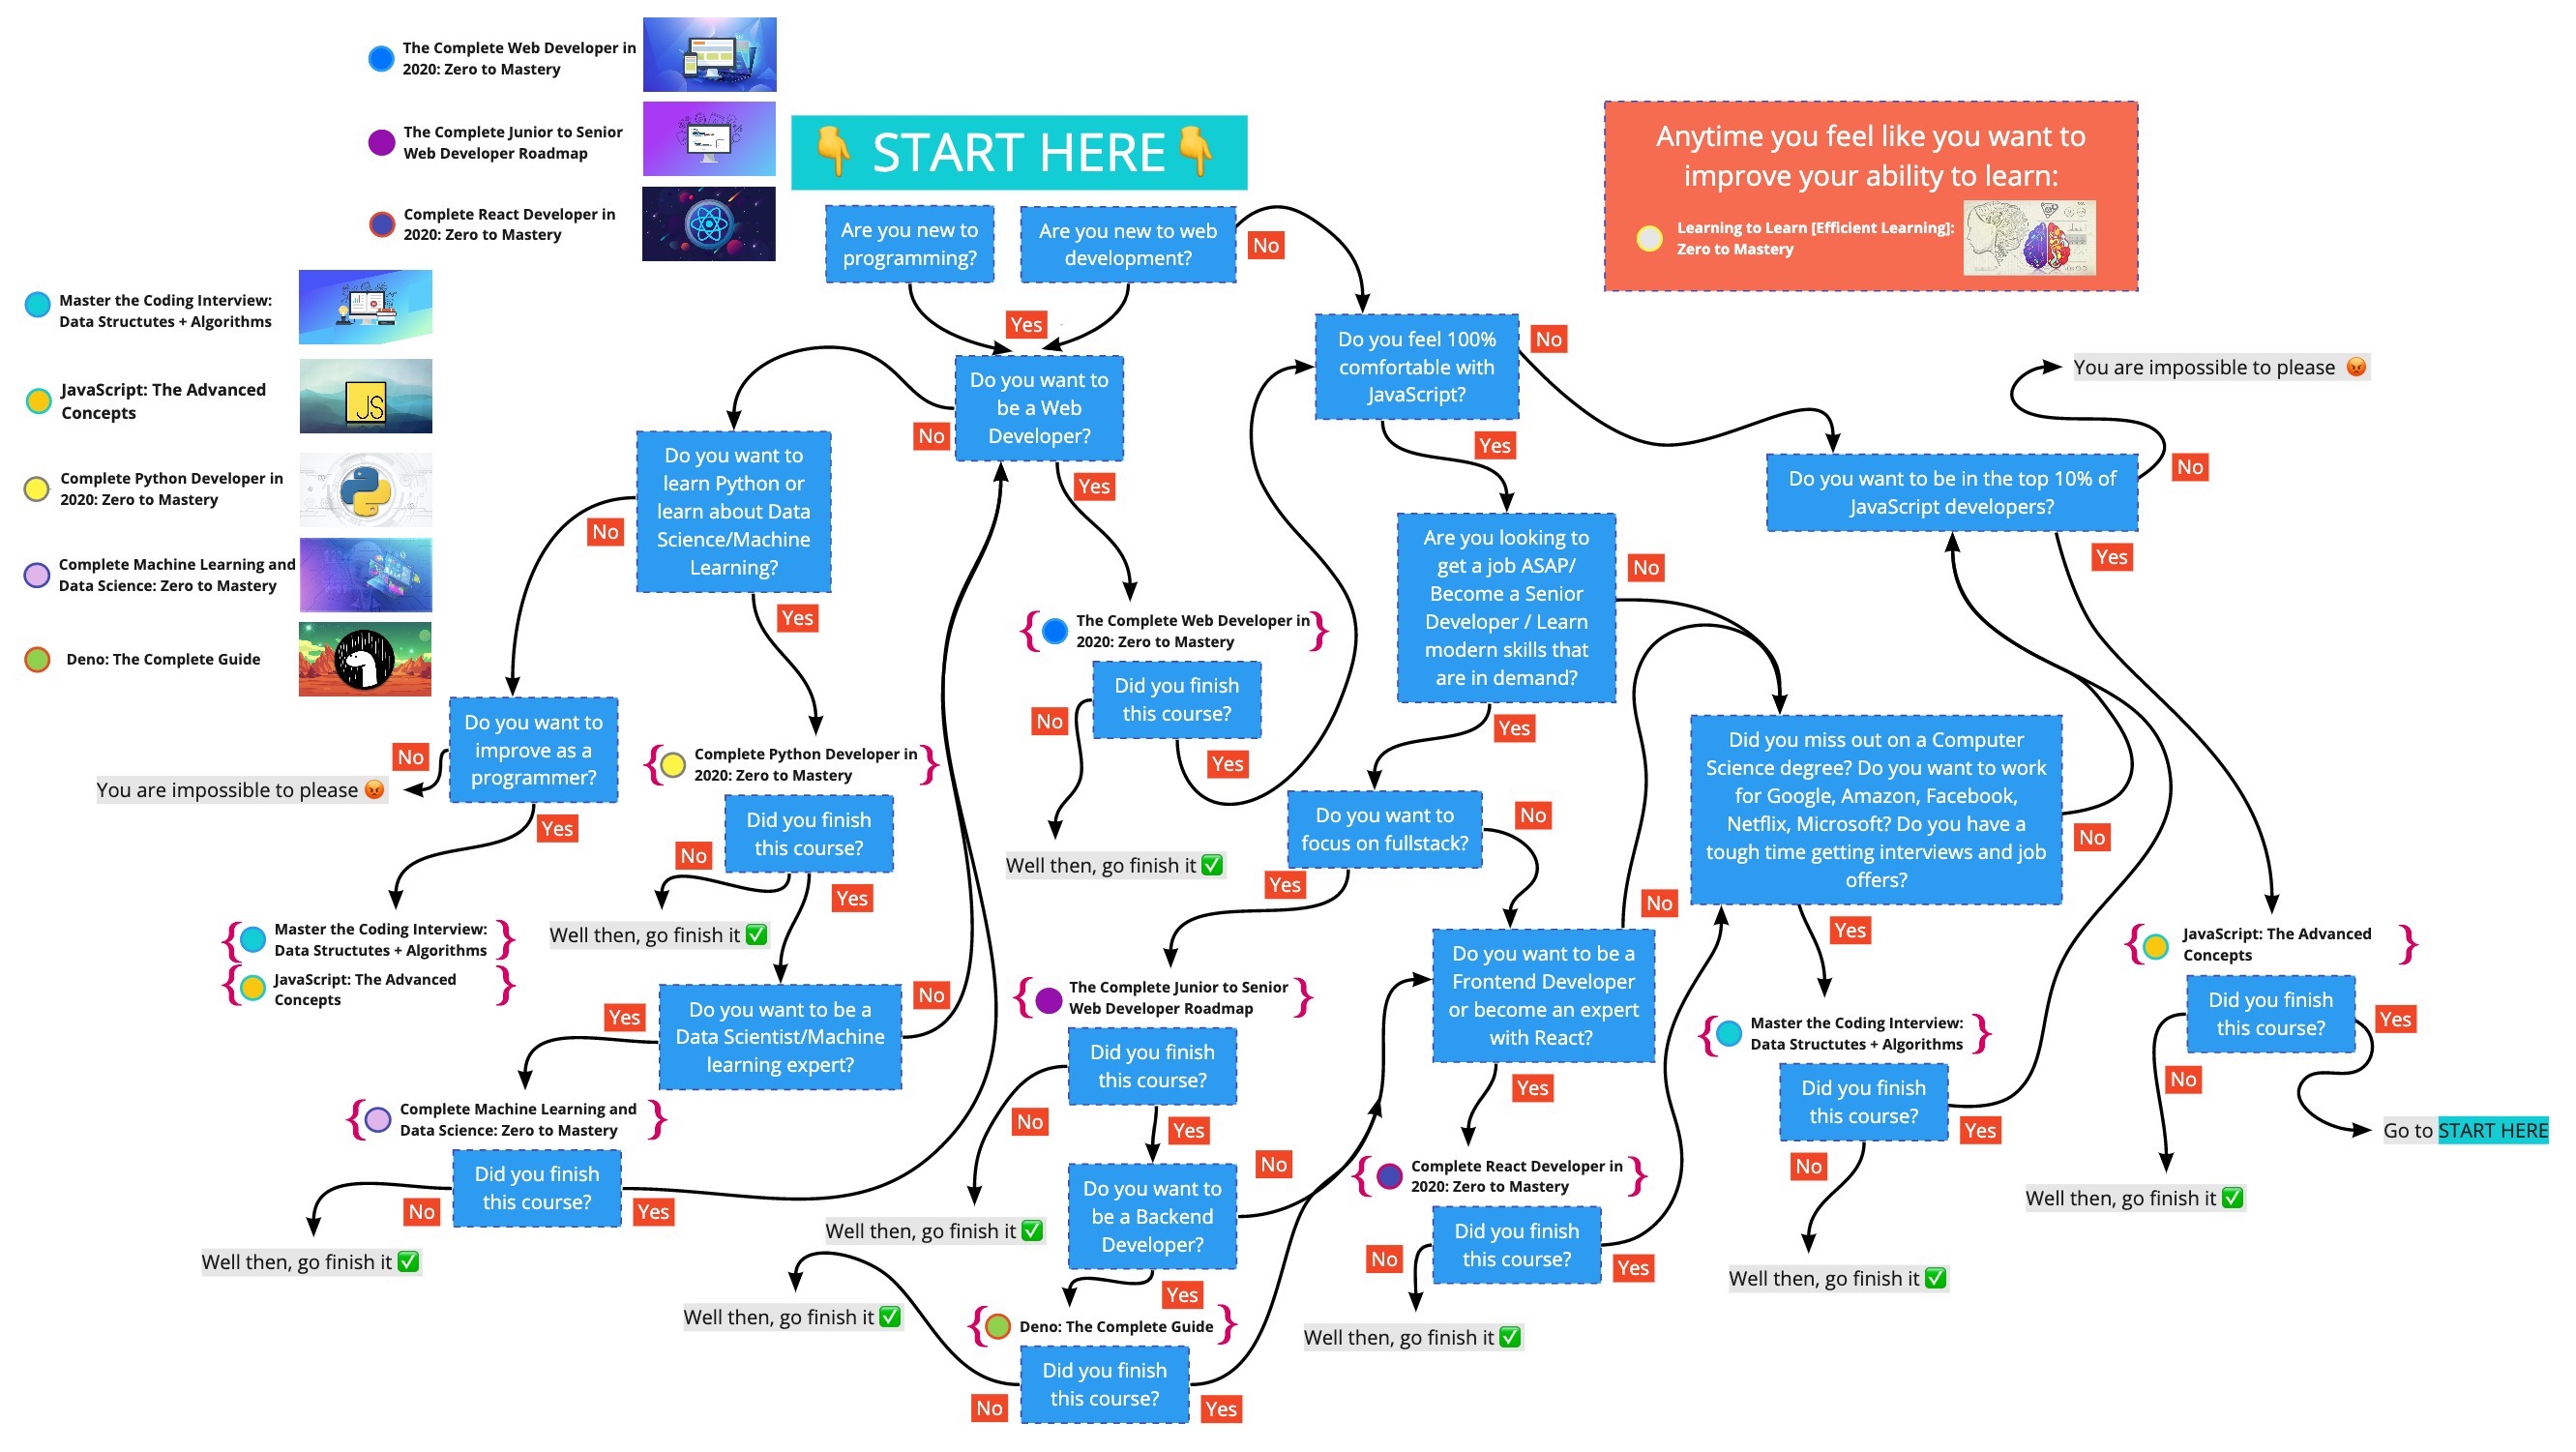 The Complete Web Developer in
2020: Zero to Mastery
The Complete Junior to Senior
Web Developer Roadmap
Complete React Developer in
2020: Zero to Mastery
Master the Coding Interview:
Data Structutes + Algorithms
JavaScript: The Advanced
Concepts
JS
Complete Python Developer in
2020: Zero to Mastery
Complete Machine Learning and
Data Science: Zero to Mastery
Deno: The Complete Guide
👇 START HERE👇
Anytime you feel like you want to
improve your ability to learn:
Learning to Learn [Efficient Learning]:
Zero to Mastery
Are you new to
programming?
Are you new to web
development?
No
Yes
Do you want to
be a Web
Developer?
No
Yes
Do you feel 100%
comfortable with
JavaScript?
No
Yes
You are impossible to please 😡
Do you want to be in the top 10% of
JavaScript developers?
No
Yes
Do you want to
learn Python or
learn about Data
Science/Machine
Learning?
No
Yes
Are you looking to
get a job ASAP/
Become a Senior
Developer / Learn
modern skills that
are in demand?
No
Yes
{ The Complete Web Developer in }
2020: Zero to Mastery
Did you finish
this course?
No
Yes
Well then, go finish it ✅
Do you want to
improve as a
programmer?
No
You are impossible to please 😡
Yes
{ Master the Coding Interview: }
Data Structutes + Algorithms
{ JavaScript: The Advanced }
Concepts
{ Complete Python Developer in }
2020: Zero to Mastery
Did you finish
this course?
No
Yes
Well then, go finish it ✅
Do you want to be a
Data Scientist/Machine
learning expert?
Yes
No
{ Complete Machine Learning and }
Data Science: Zero to Mastery
Did you finish
this course?
No
Yes
Well then, go finish it ✅
Do you want to
focus on fullstack?
No
Yes
{ The Complete Junior to Senior }
Web Developer Roadmap
Did you finish
this course?
No
Yes
Well then, go finish it ✅
Do you want to
be a Backend
Developer?
No
Yes
{ Deno: The Complete Guide }
Did you finish
this course?
No
Yes
Well then, go finish it ✅
Do you want to be a
Frontend Developer
or become an expert
with React?
No
Yes
{ Complete React Developer in }
2020: Zero to Mastery
Did you finish
this course?
No
Yes
Well then, go finish it ✅
Did you miss out on a Computer
Science degree? Do you want to work
for Google, Amazon, Facebook,
Netflix, Microsoft? Do you have a
tough time getting interviews and job
offers?
No
Yes
{ Master the Coding Interview: }
Data Structutes + Algorithms
Did you finish
this course?
Yes
No
Well then, go finish it ✅
{ JavaScript: The Advanced }
Concepts
Did you finish
this course?
Yes
No
Go to START HERE
Well then, go finish it ✅